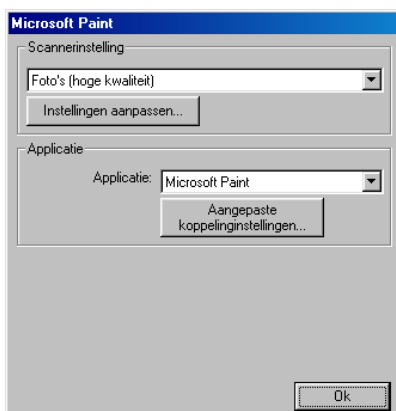 Microsoft Paint
Scannerinstelling
Foto's (hoge kwaliteit)
Instellingen aanpassen...
Applicatie
Applicatie: Microsoft Paint
Aangepaste
koppelinginstellingen...
Ok